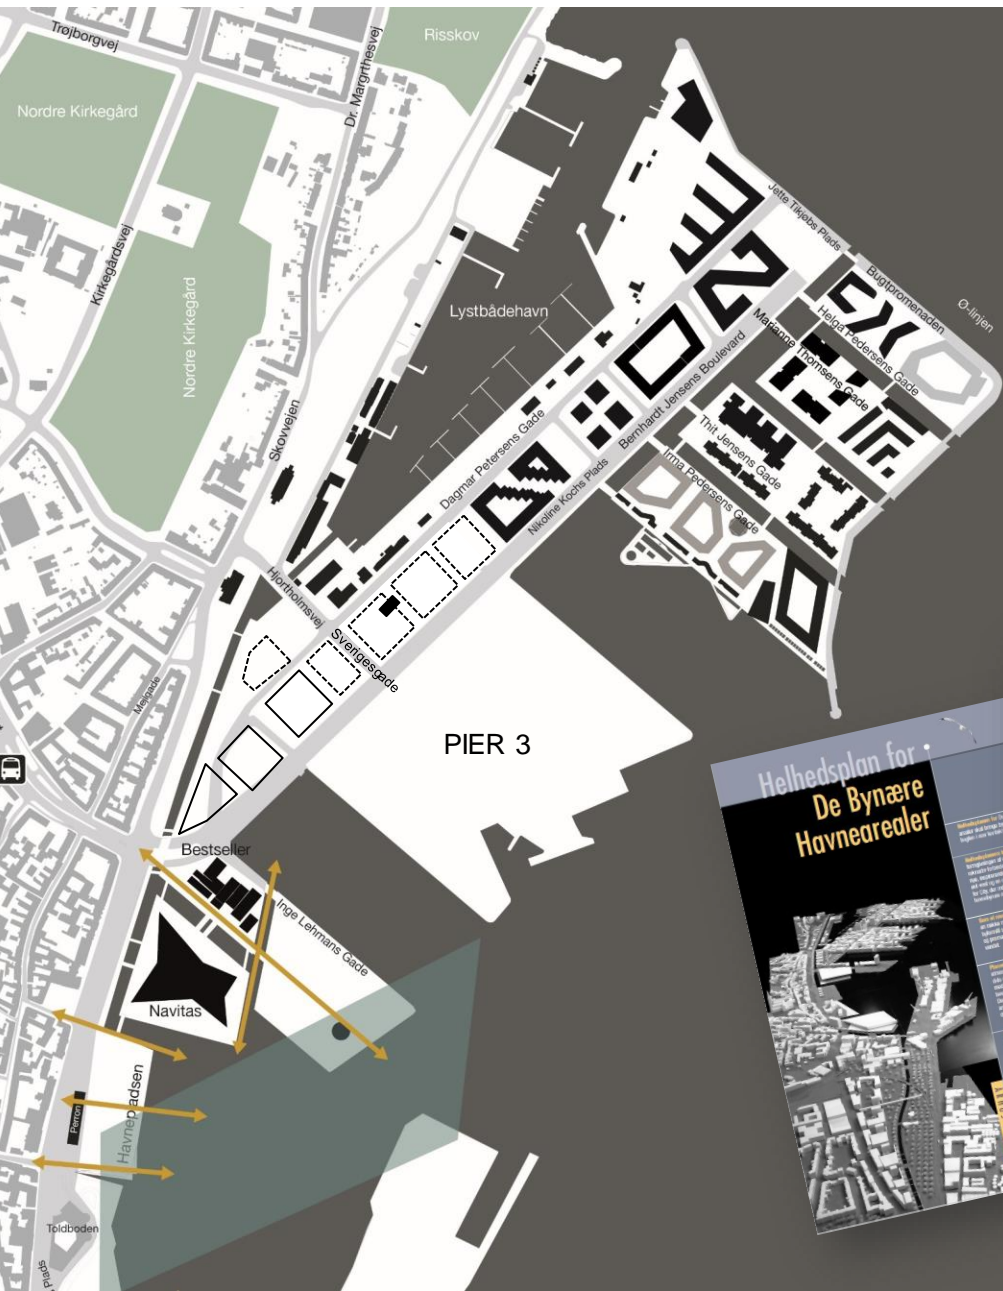 Trøjborgvej
Risskov
Dr. Margrthesvej
Nordre Kirkegård
Jette Tikjøbs Plads
Kirkegårdsvej
Bugtpromenaden
Ø-linjen
Nordre Kirkegård
Lystbådehavn
Helga Pedersens Gade
Marianne Thomsens Gade
Bernhardt Jensens Boulevard
Skovvejen
Dagmar Petersens Gade
Thit Jensens Gade
Irma Pedersens Gade
Nikoline Kochs Plads
Hjortholmsvej
Sverigesgade
Mejlgade
PIER 3
Helhedsplan for
De Bynære
Havnearealer
Bestseller
Inge Lehmans Gade
Navitas
Havnepladsen
Perron
Toldboden
Plads